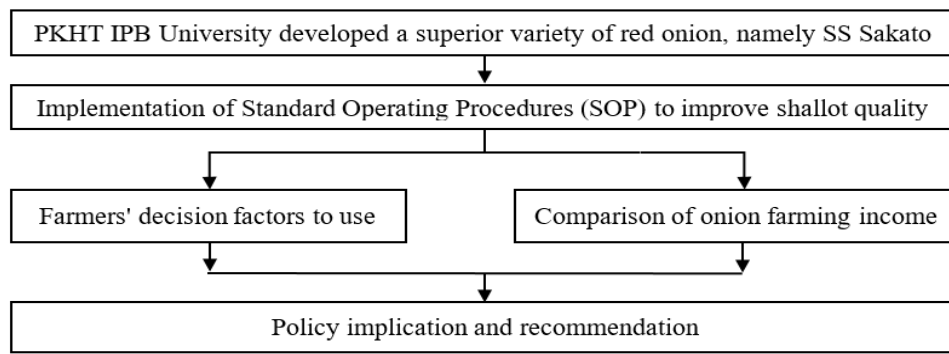 PKHT IPB University developed a superior variety of red onion, namely SS Sakato
Implementation of Standard Operating Procedures (SOP) to improve shallot quality
Farmers' decision factors to use
Comparison of onion farming income
Policy implication and recommendation